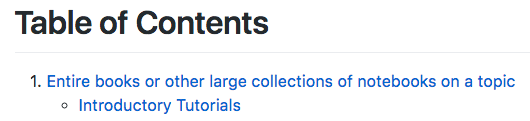 Table of Contents
1. Entire books or other large collections of notebooks on a topic
◦ Introductory Tutorials